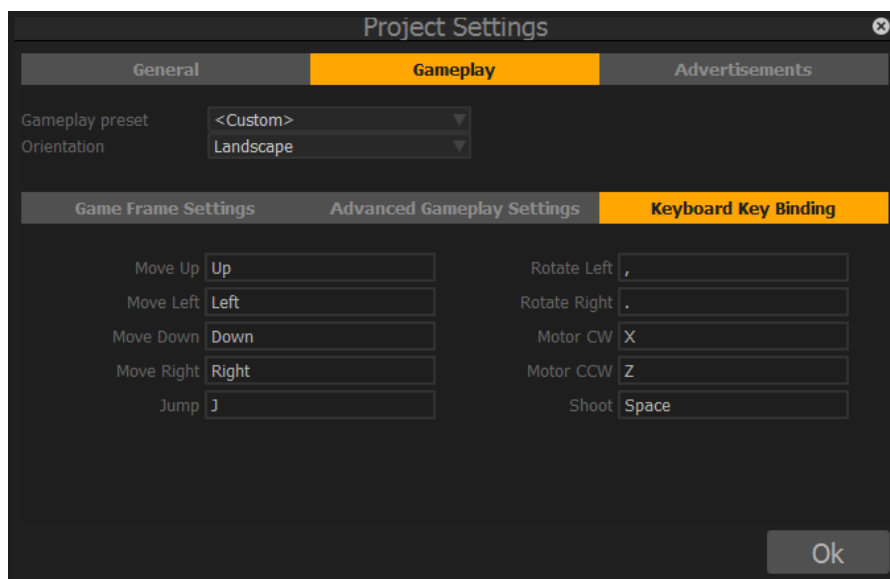 Project Settings
General Gameplay Advertisements
Gameplay preset <Custom>
Orientation Landscape
Game Frame Settings Advanced Gameplay Settings Keyboard Key Binding
Move Up Up Rotate Left ,
Move Left Left Rotate Right .
Move Down Down Motor CW X
Move Right Right Motor CCW Z
Jump J Shoot Space
Ok